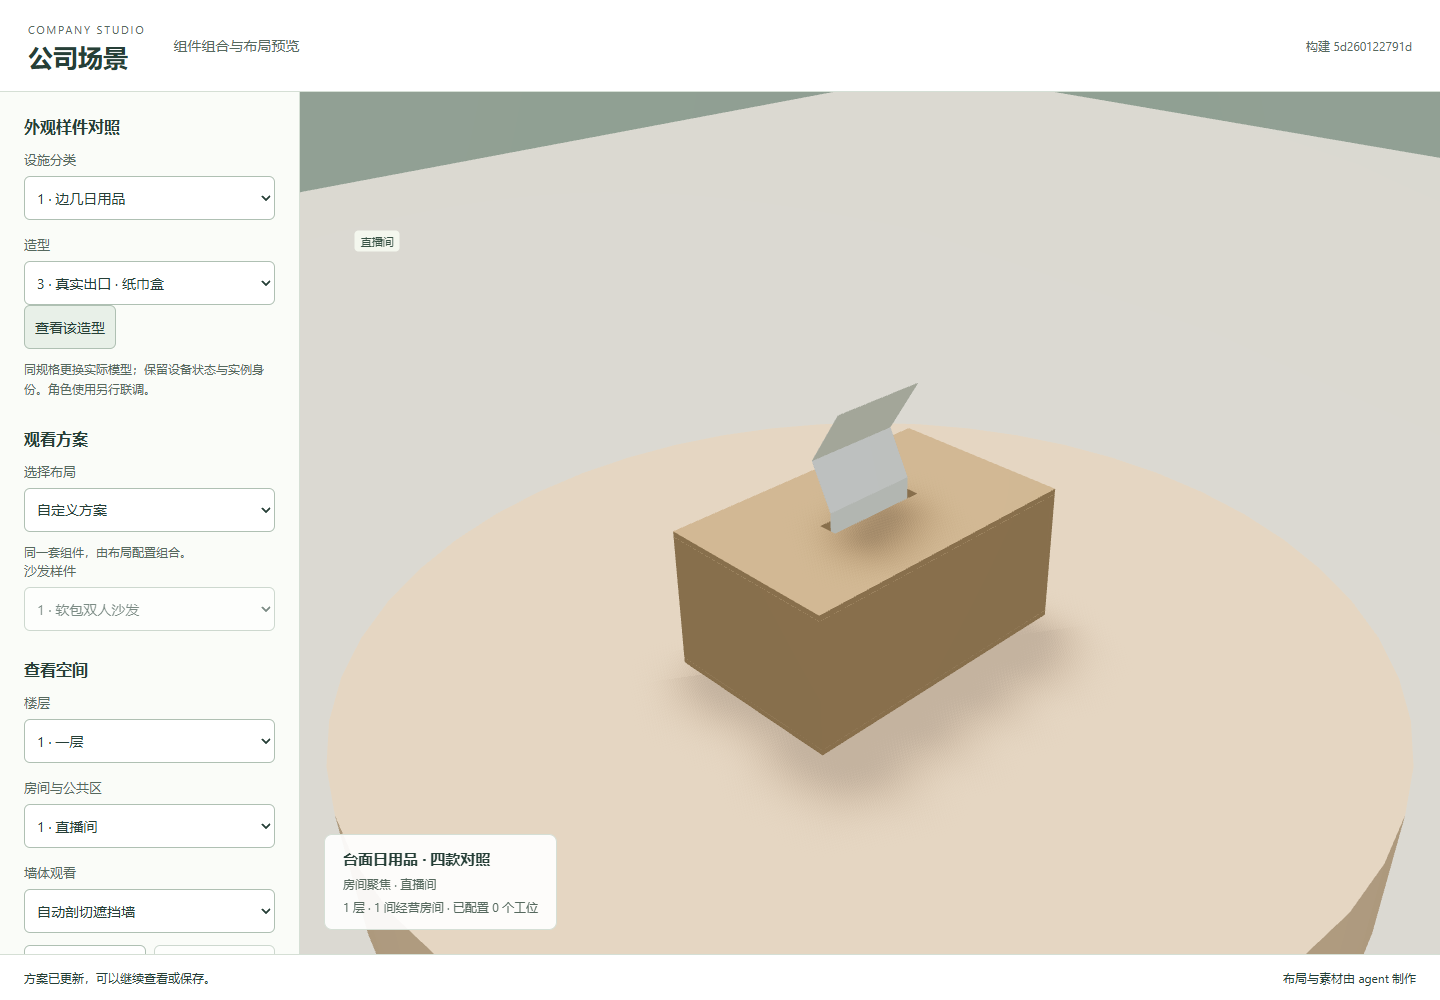 COMPANY STUDIO
公司场景
组件组合与布局预览
构建 5d260122791d
外观样件对照
设施分类
1 · 边几日用品
造型
3 · 真实出口 · 纸巾盒
查看该造型
同规格更换实际模型；保留设备状态与实例身
份。角色使用另行联调。
观看方案
选择布局
自定义方案
同一套组件，由布局配置组合。
沙发样件
1 · 软包双人沙发
查看空间
楼层
1 · 一层
房间与公共区
1 · 直播间
墙体观看
自动剖切遮挡墙
直播间
台面日用品 · 四款对照
房间聚焦 · 直播间
1 层 · 1 间经营房间 · 已配置 0 个工位
方案已更新，可以继续查看或保存。
布局与素材由 agent 制作